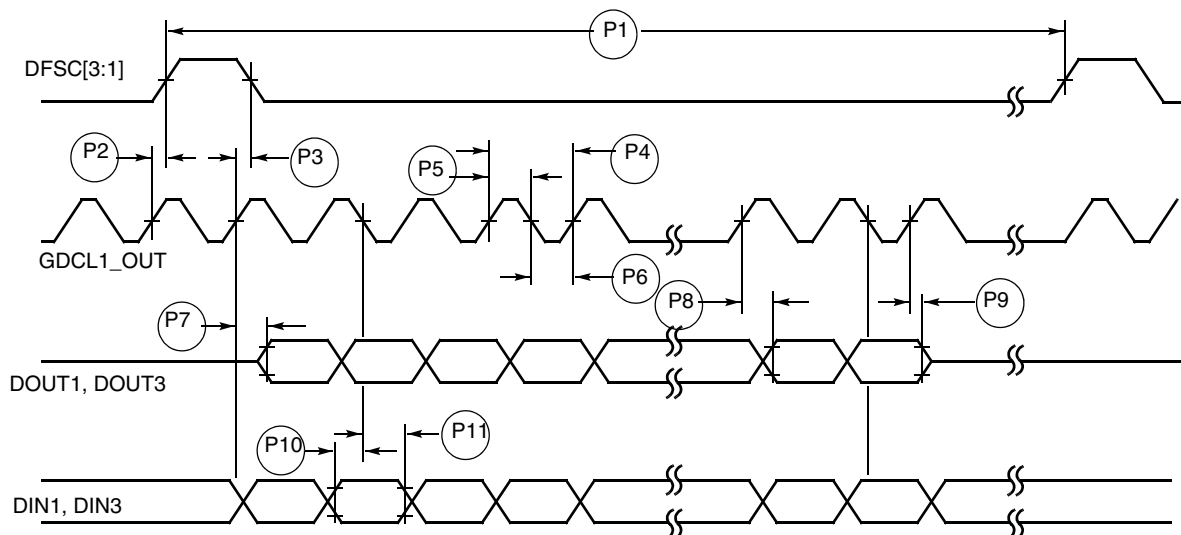 P1
DFSC[3:1]
P2
P3
P5
P4
GDCL1_OUT
P6
P8
P9
P7
DOUT1, DOUT3
P10
P11
DIN1, DIN3